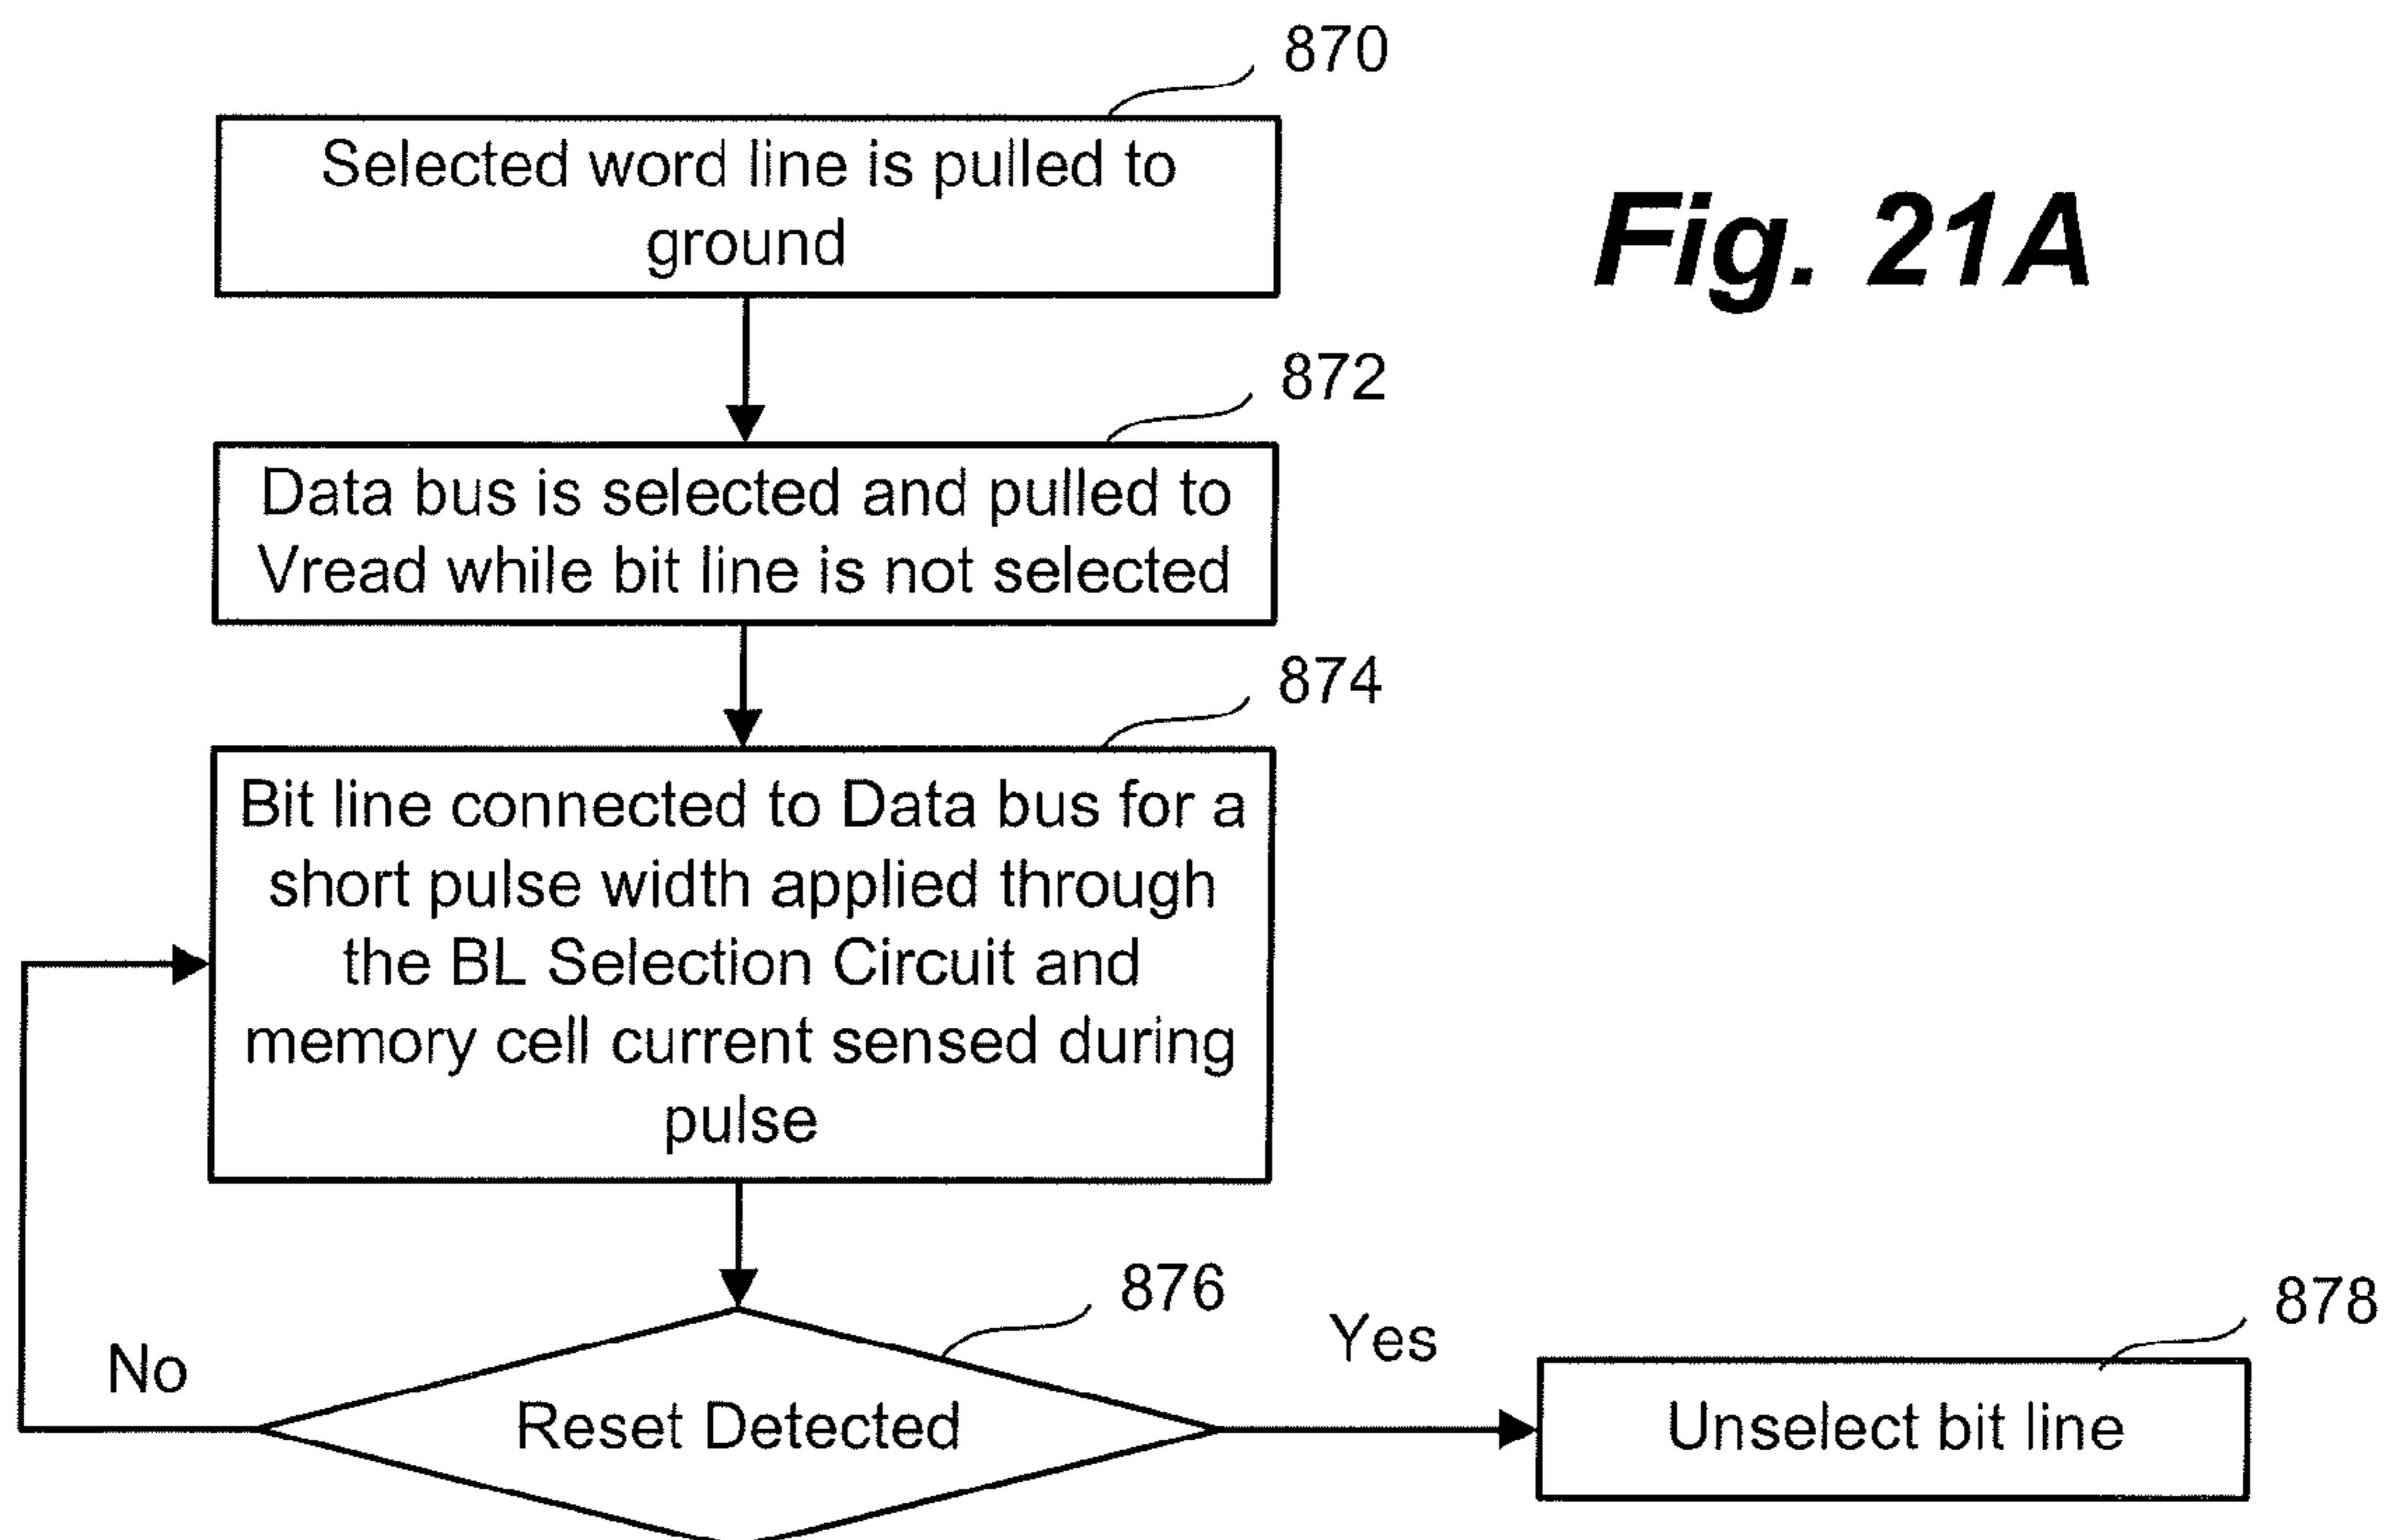 870
Selected word line is pulled to
ground
Fig. 21A
872
Data bus is selected and pulled to
Vread while bit line is not selected
874
Bit line connected to Data bus for a
short pulse width applied through
the BL Selection Circuit and
memory cell current sensed during
pulse
876
Reset Detected
No
Yes
878
Unselect bit line